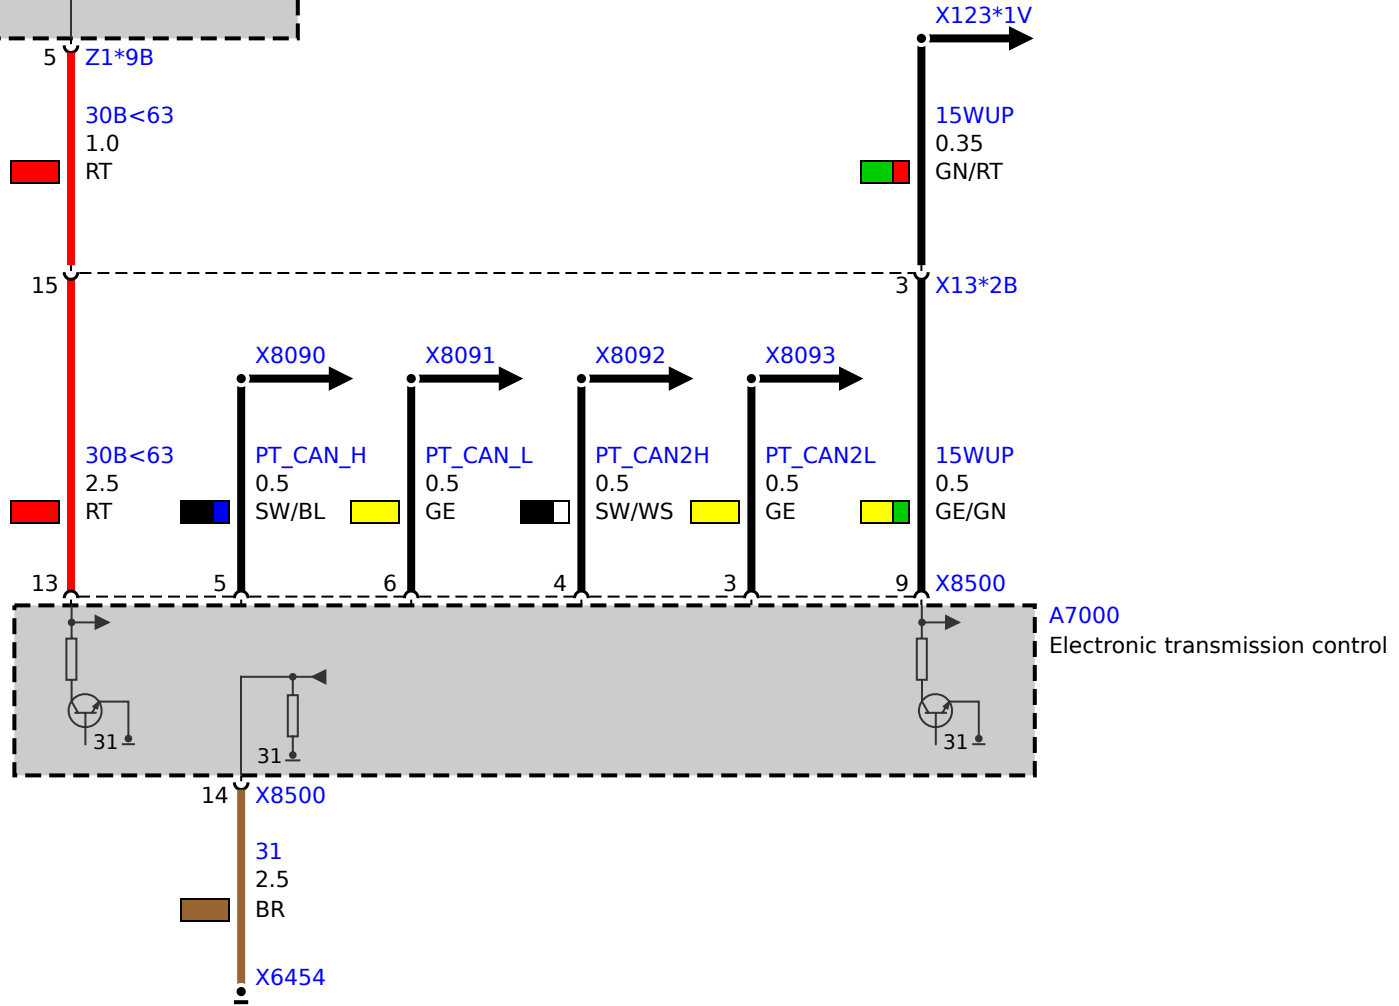 X123*1V
5 Z1*9B
30B<63
1.0
RT
15WUP
0.35
GN/RT
15
3 X13*2B
X8090
X8091
X8092
X8093
30B<63
2.5
RT
PT_CAN_H
0.5
SW/BL
PT_CAN_L
0.5
GE
PT_CAN2H
0.5
SW/WS
PT_CAN2L
0.5
GE
15WUP
0.5
GE/GN
13
5
6
4
3
9 X8500
A7000
Electronic transmission control
31
31
31
14 X8500
31
2.5
BR
X6454